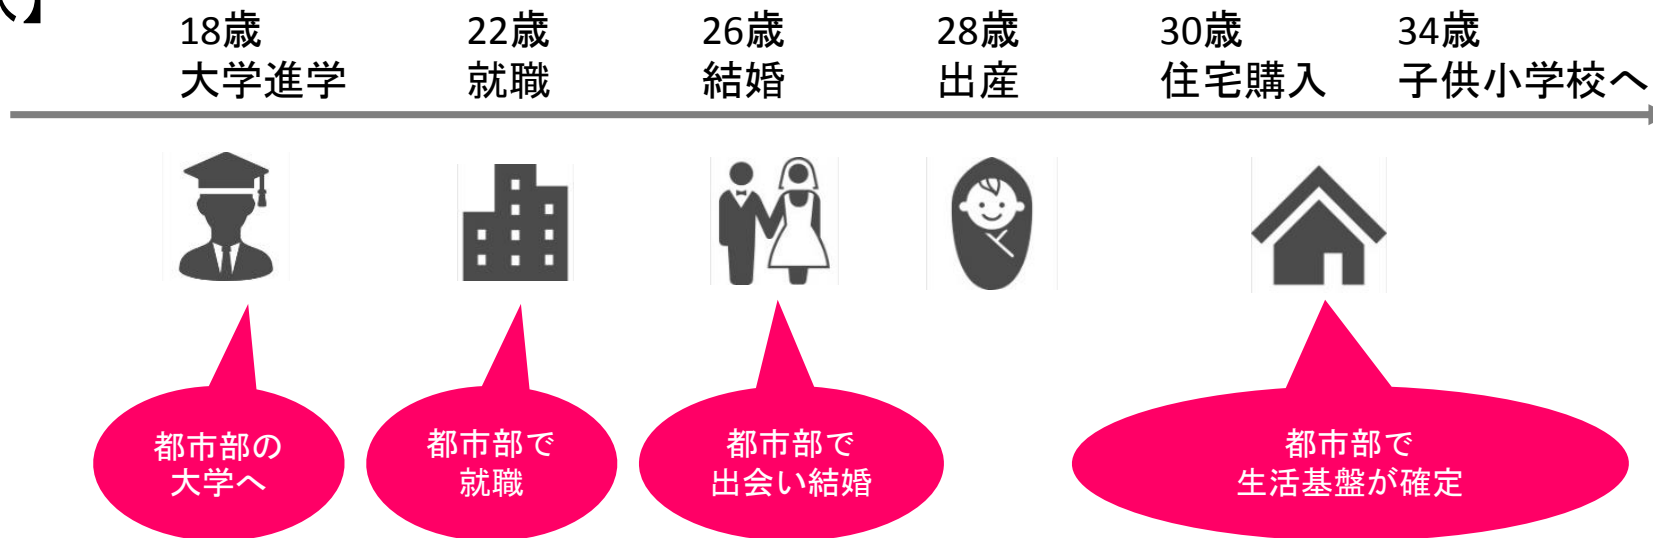 】
18歳
大学進学
22歳
就職
26歳
結婚
28歳
出産
30歳
住宅購入
34歳
子供小学校へ
都市部の
大学へ
都市部で
就職
都市部で
出会い結婚
都市部で
生活基盤が確定